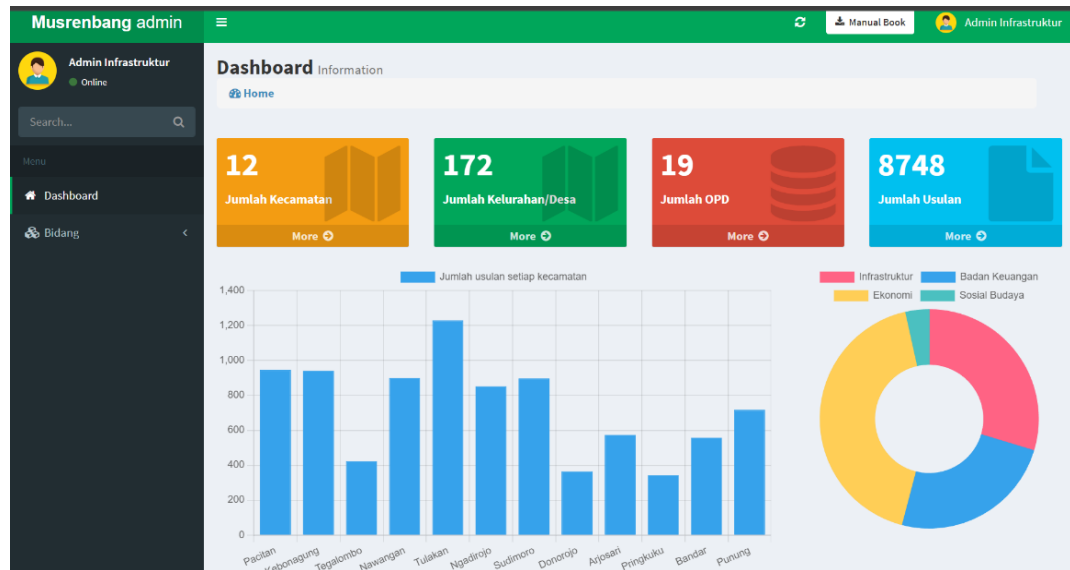 Musrenbang admin
Manual Book
Admin Infrastruktur
Admin Infrastruktur
Online
Search...
Menu
Dashboard
Bidang
Dashboard Information
Home
12
Jumlah Kecamatan
More
172
Jumlah Kelurahan/Desa
More
19
Jumlah OPD
More
8748
Jumlah Usulan
More
Jumlah usulan setiap kecamatan
1,400
1,200
1,000
800
600
400
200
0
Pacitan
Kebonagung
Tegalombo
Nawangan
Tulakan
Ngadirojo
Sudimoro
Donorojo
Arjosari
Pringkuku
Bandar
Punung
Infrastruktur
Badan Keuangan
Ekonomi
Sosial Budaya